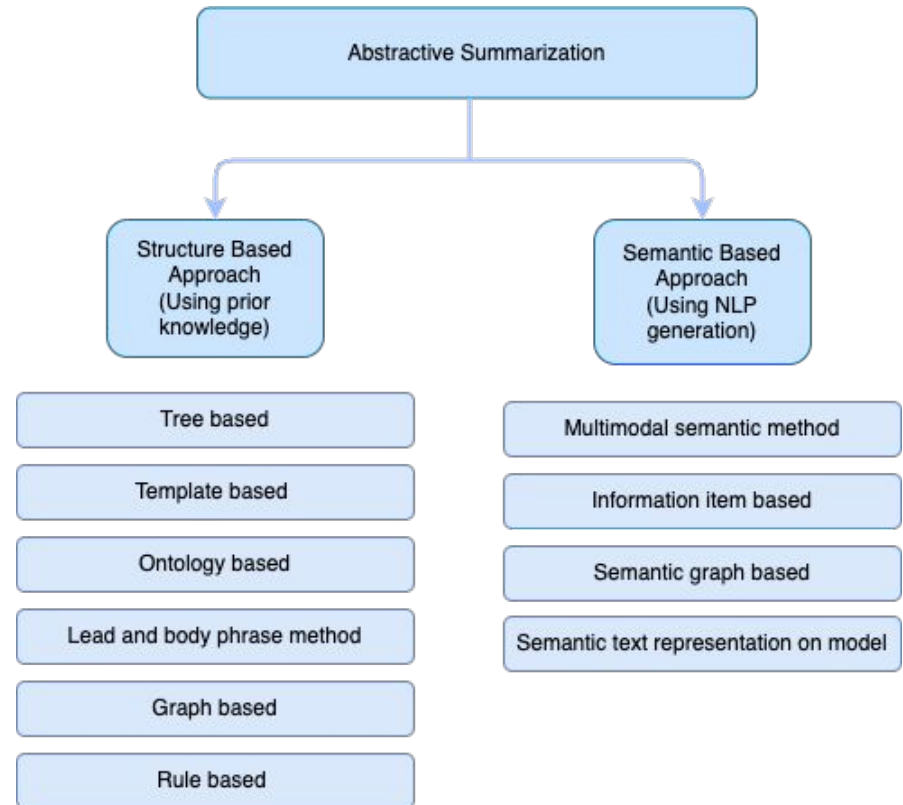 Abstractive Summarization
Structure Based
Approach
(Using prior
knowledge)
Tree based
Template based
Ontology based
Lead and body phrase method
Graph based
Rule based
Semantic Based
Approach
(Using NLP
generation)
Multimodal semantic method
Information item based
Semantic graph based
Semantic text representation on model